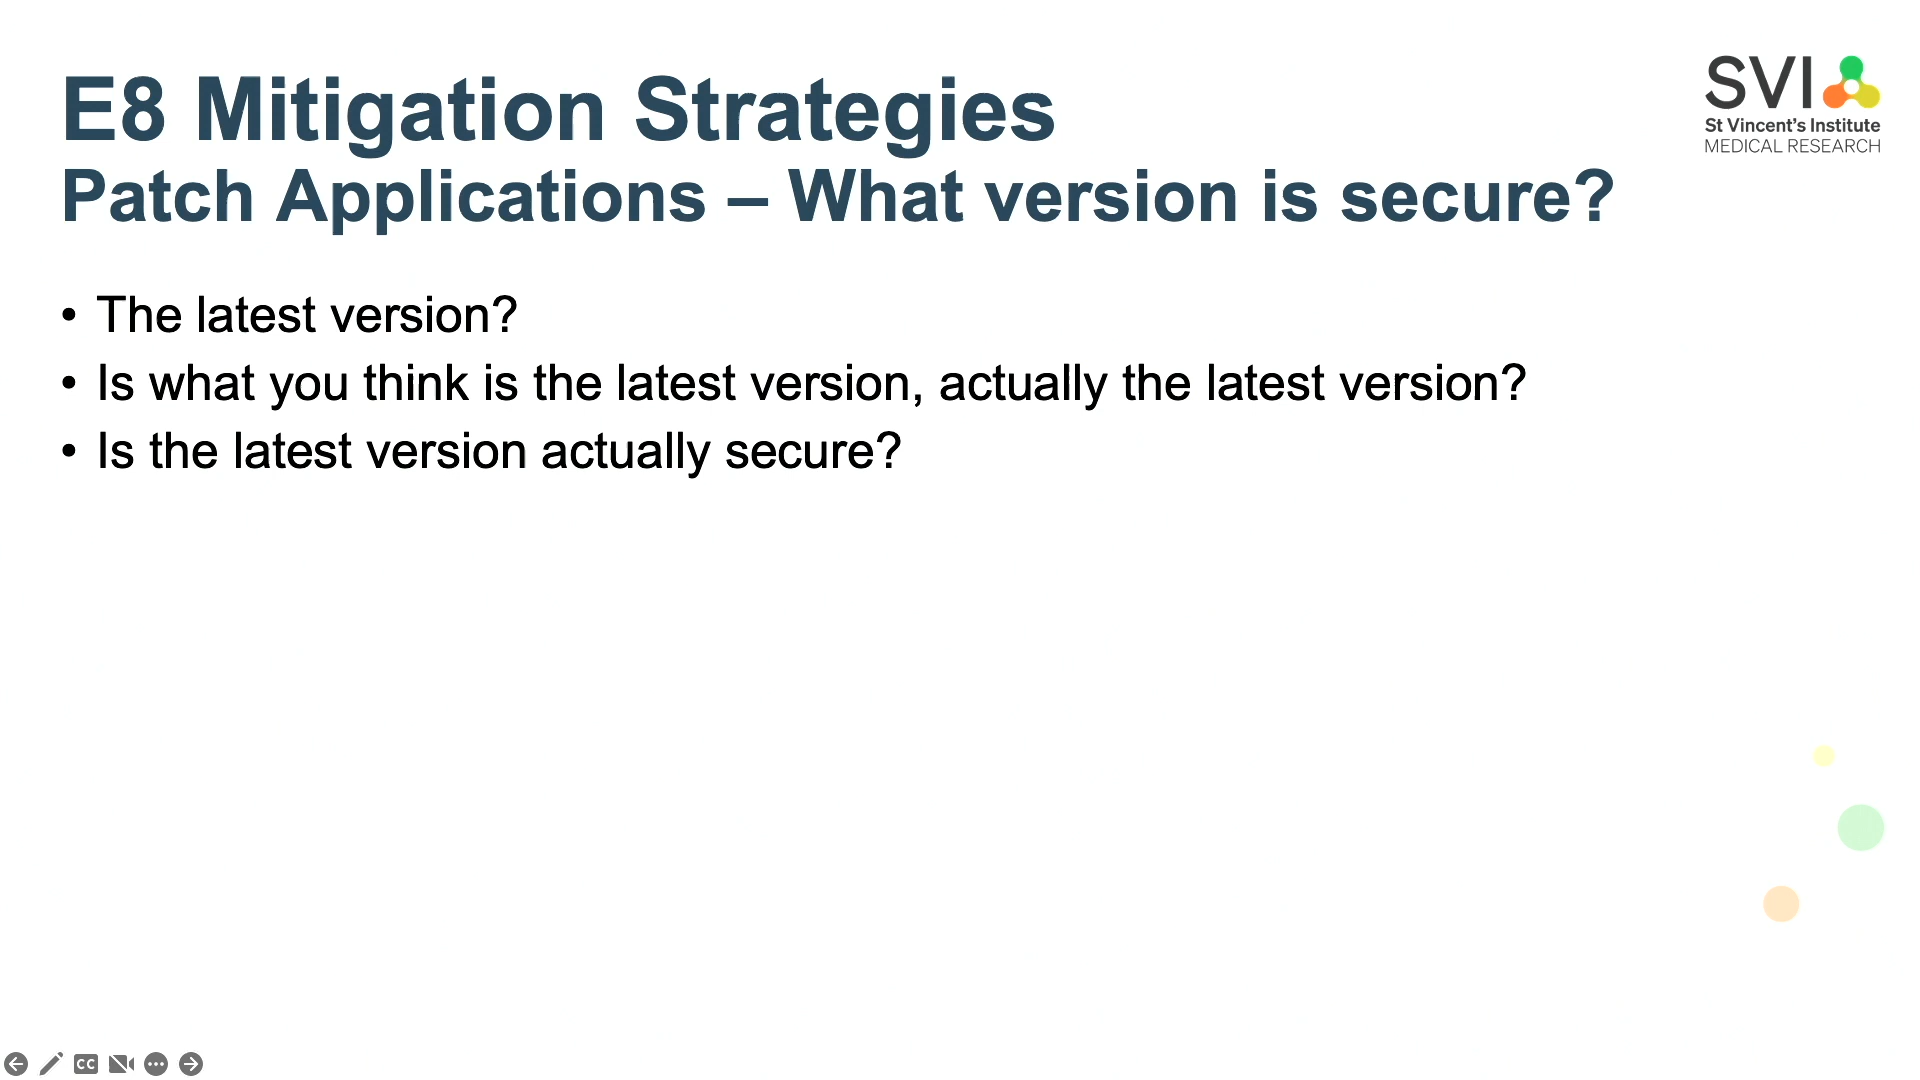 E8 Mitigation Strategies
Patch Applications – What version is secure?
SVI
St Vincent's Institute
MEDICAL RESEARCH
• The latest version?
• Is what you think is the latest version, actually the latest version?
• Is the latest version actually secure?
CC